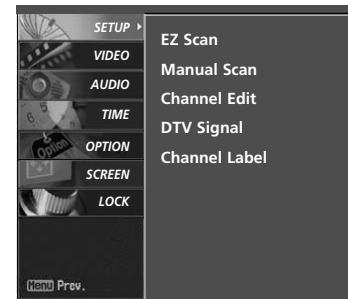 SETUP
VIDEO
AUDIO
TIME
OPTION
SCREEN
LOCK
Menu Prev.
EZ Scan
Manual Scan
Channel Edit
DTV Signal
Channel Label